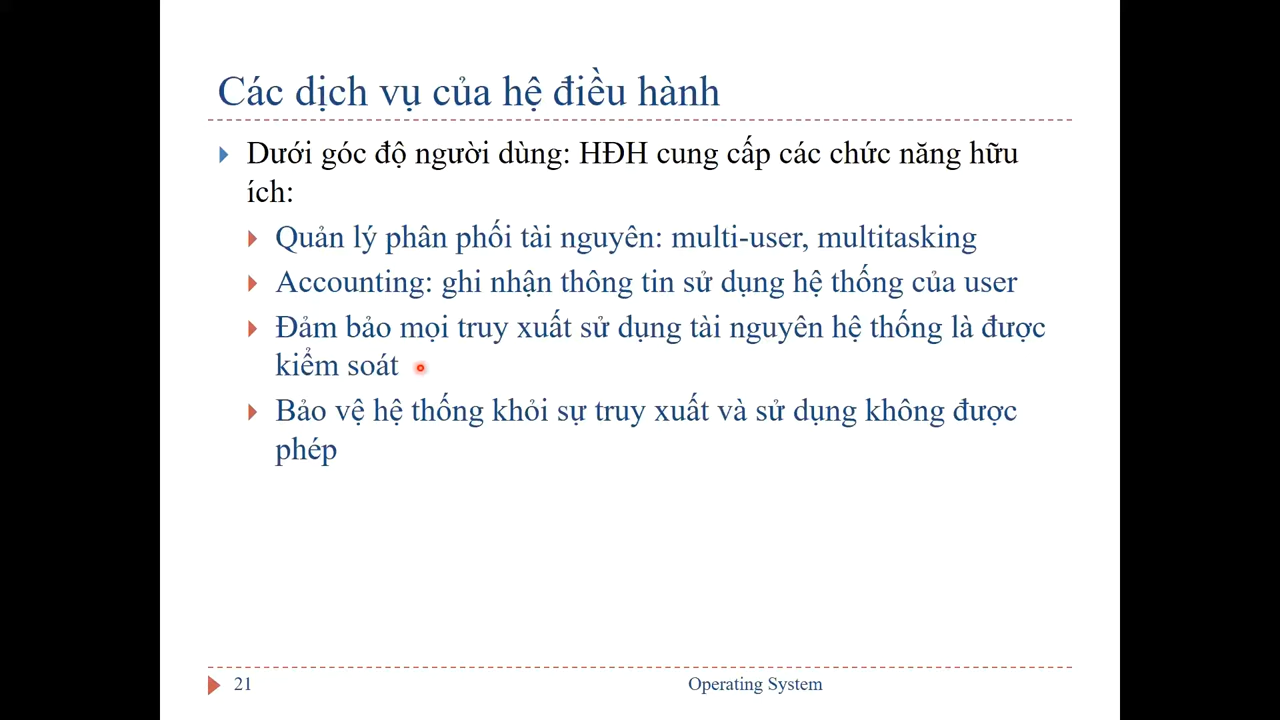 Các dịch vụ của hệ điều hành
Dưới góc độ người dùng: HĐH cung cấp các chức năng hữu
ích:
Quản lý phân phối tài nguyên: multi-user, multitasking
Accounting: ghi nhận thông tin sử dụng hệ thống của user
Đảm bảo mọi truy xuất sử dụng tài nguyên hệ thống là được
kiểm soát
Bảo vệ hệ thống khỏi sự truy xuất và sử dụng không được
phép
21
Operating System